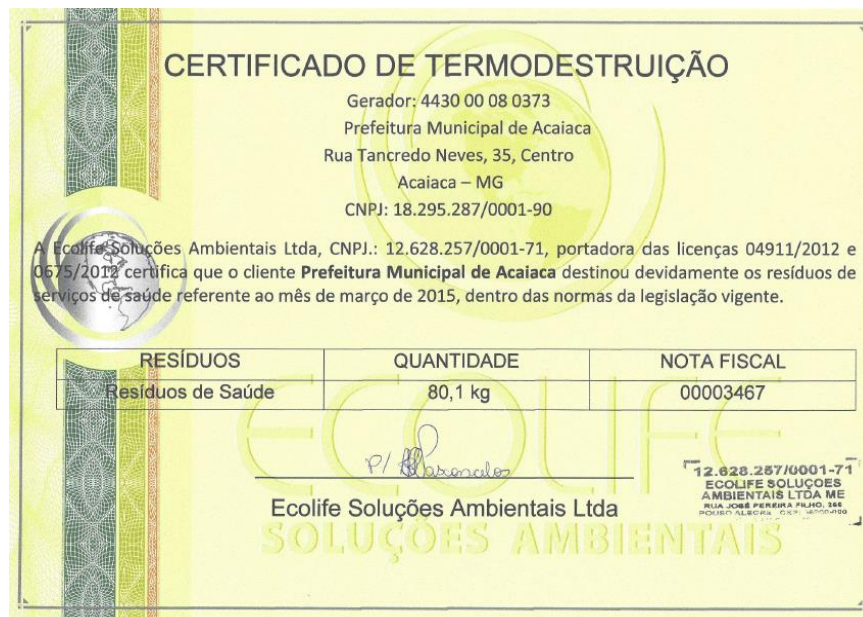 CERTIFICADO DE TERMODESTRUIÇÃO
Gerador: 4430 00 08 0373
Prefeitura Municipal de Acaiaca
Rua Tancredo Neves, 35, Centro
Acaiaca – MG
CNPJ: 18.295.287/0001-90
A Ecolife Soluções Ambientais Ltda, CNPJ.: 12.628.257/0001-71, portadora das licenças 04911/2012 e
0675/2012 certifica que o cliente Prefeitura Municipal de Acaiaca destinou devidamente os resíduos de
serviços de saúde referente ao mês de março de 2015, dentro das normas da legislação vigente.
RESÍDUOS QUANTIDADE NOTA FISCAL
Resíduos de Saúde 80,1 kg 00003467
ECOLIFE
P/
Ecolife Soluções Ambientais Ltda
SOLUÇÕES AMBIENTAIS
12.628.257/0001-71
ECOLIFE SOLUÇOES
AMBIENTAIS LTDA ME
RUA JOSÉ PEREIRA FILHO,